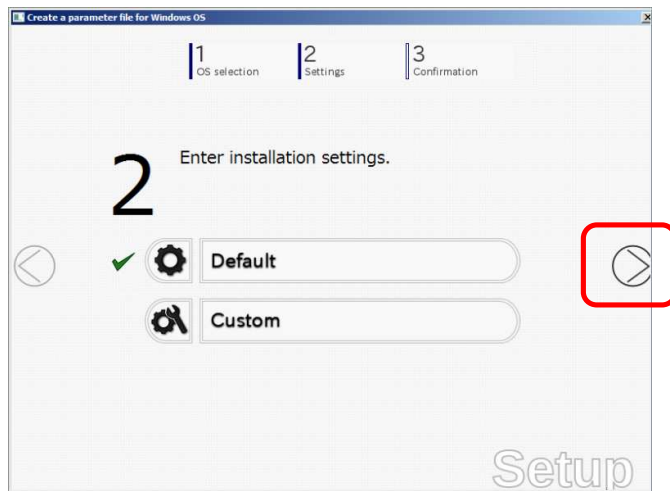 Create a parameter file for Windows OS
1
OS selection
2
Settings
3
Confirmation
2
Enter installation settings.
Default
Custom
Setup